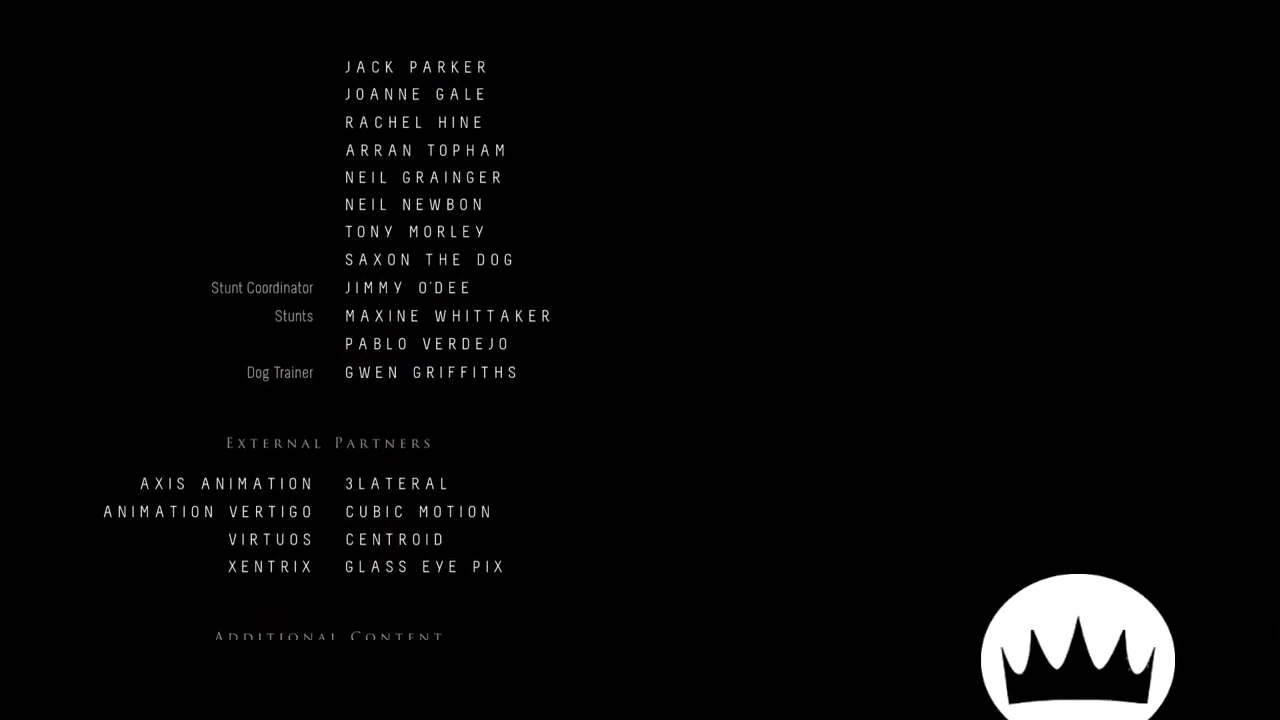 JACK PARKER
JOANNE GALE
RACHEL HINE
ARRAN TOPHAM
NEIL GRAINGER
NEIL NEWBON
TONY MORLEY
SAXON THE DOG
Stunt Coordinator JIMMY O'DEE
Stunts MAXINE WHITTAKER
PABLO VERDEJO
Dog Trainer GWEN GRIFFITHS
EXTERNAL PARTNERS
AXIS ANIMATION 3LATERAL
ANIMATION VERTIGO CUBIC MOTION
VIRTUOS CENTROID
XENTRIX GLASS EYE PIX
ADDITIONAL CONTENT